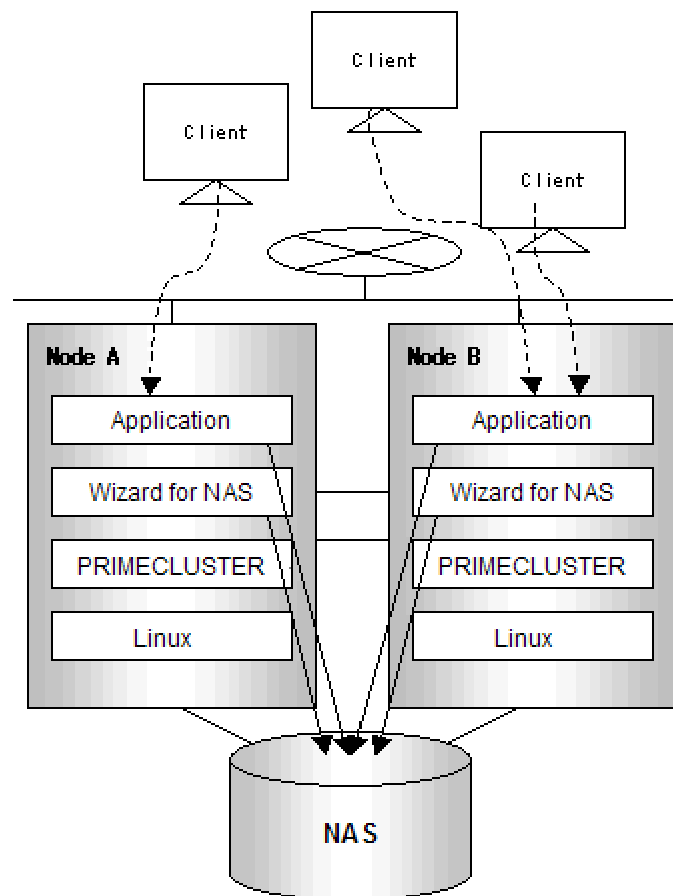 Client
Client
Client
Node A
Application
Wizard for NAS
PRIMECLUSTER
Linux
Node B
Application
Wizard for NAS
PRIMECLUSTER
Linux
NAS